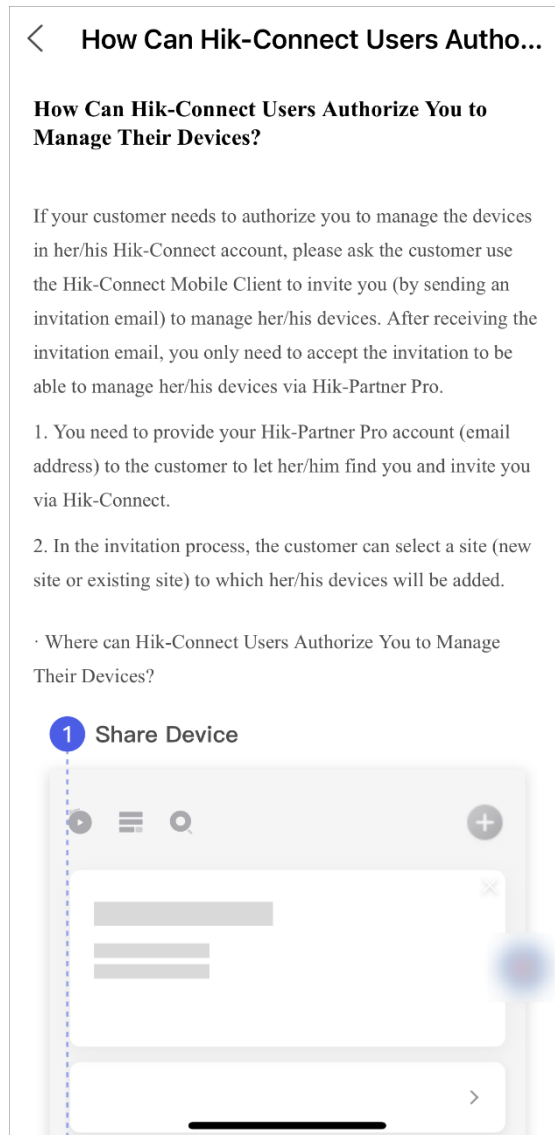 How Can Hik-Connect Users Autho...
How Can Hik-Connect Users Authorize You to
Manage Their Devices?
If your customer needs to authorize you to manage the devices
in her/his Hik-Connect account, please ask the customer use
the Hik-Connect Mobile Client to invite you (by sending an
invitation email) to manage her/his devices. After receiving the
invitation email, you only need to accept the invitation to be
able to manage her/his devices via Hik-Partner Pro.
1. You need to provide your Hik-Partner Pro account (email
address) to the customer to let her/him find you and invite you
via Hik-Connect.
2. In the invitation process, the customer can select a site (new
site or existing site) to which her/his devices will be added.
· Where can Hik-Connect Users Authorize You to Manage
Their Devices?
1 Share Device